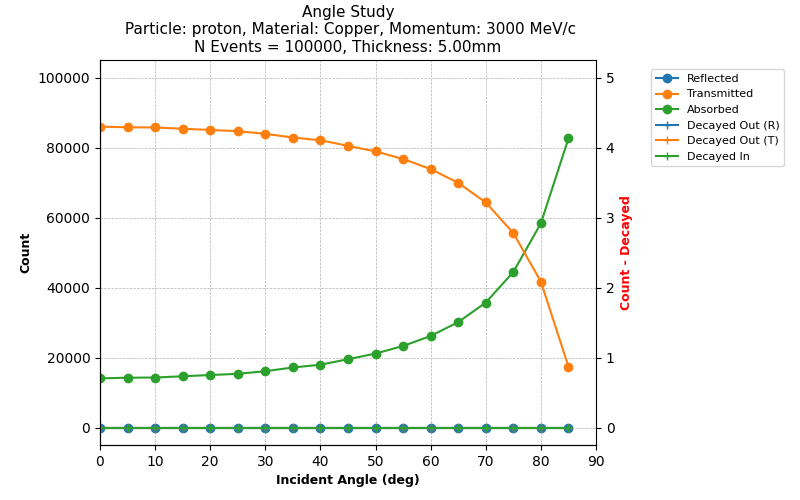 Angle Study
Particle: proton, Material: Copper, Momentum: 3000 MeV/c
N Events = 100000, Thickness: 5.00mm
100000
80000
60000
40000
20000
0
Count
0 10 20 30 40 50 60 70 80 90
Incident Angle (deg)
5
4
3
2
1
0
Count - Decayed
Reflected
Transmitted
Absorbed
Decayed Out (R)
Decayed Out (T)
Decayed In